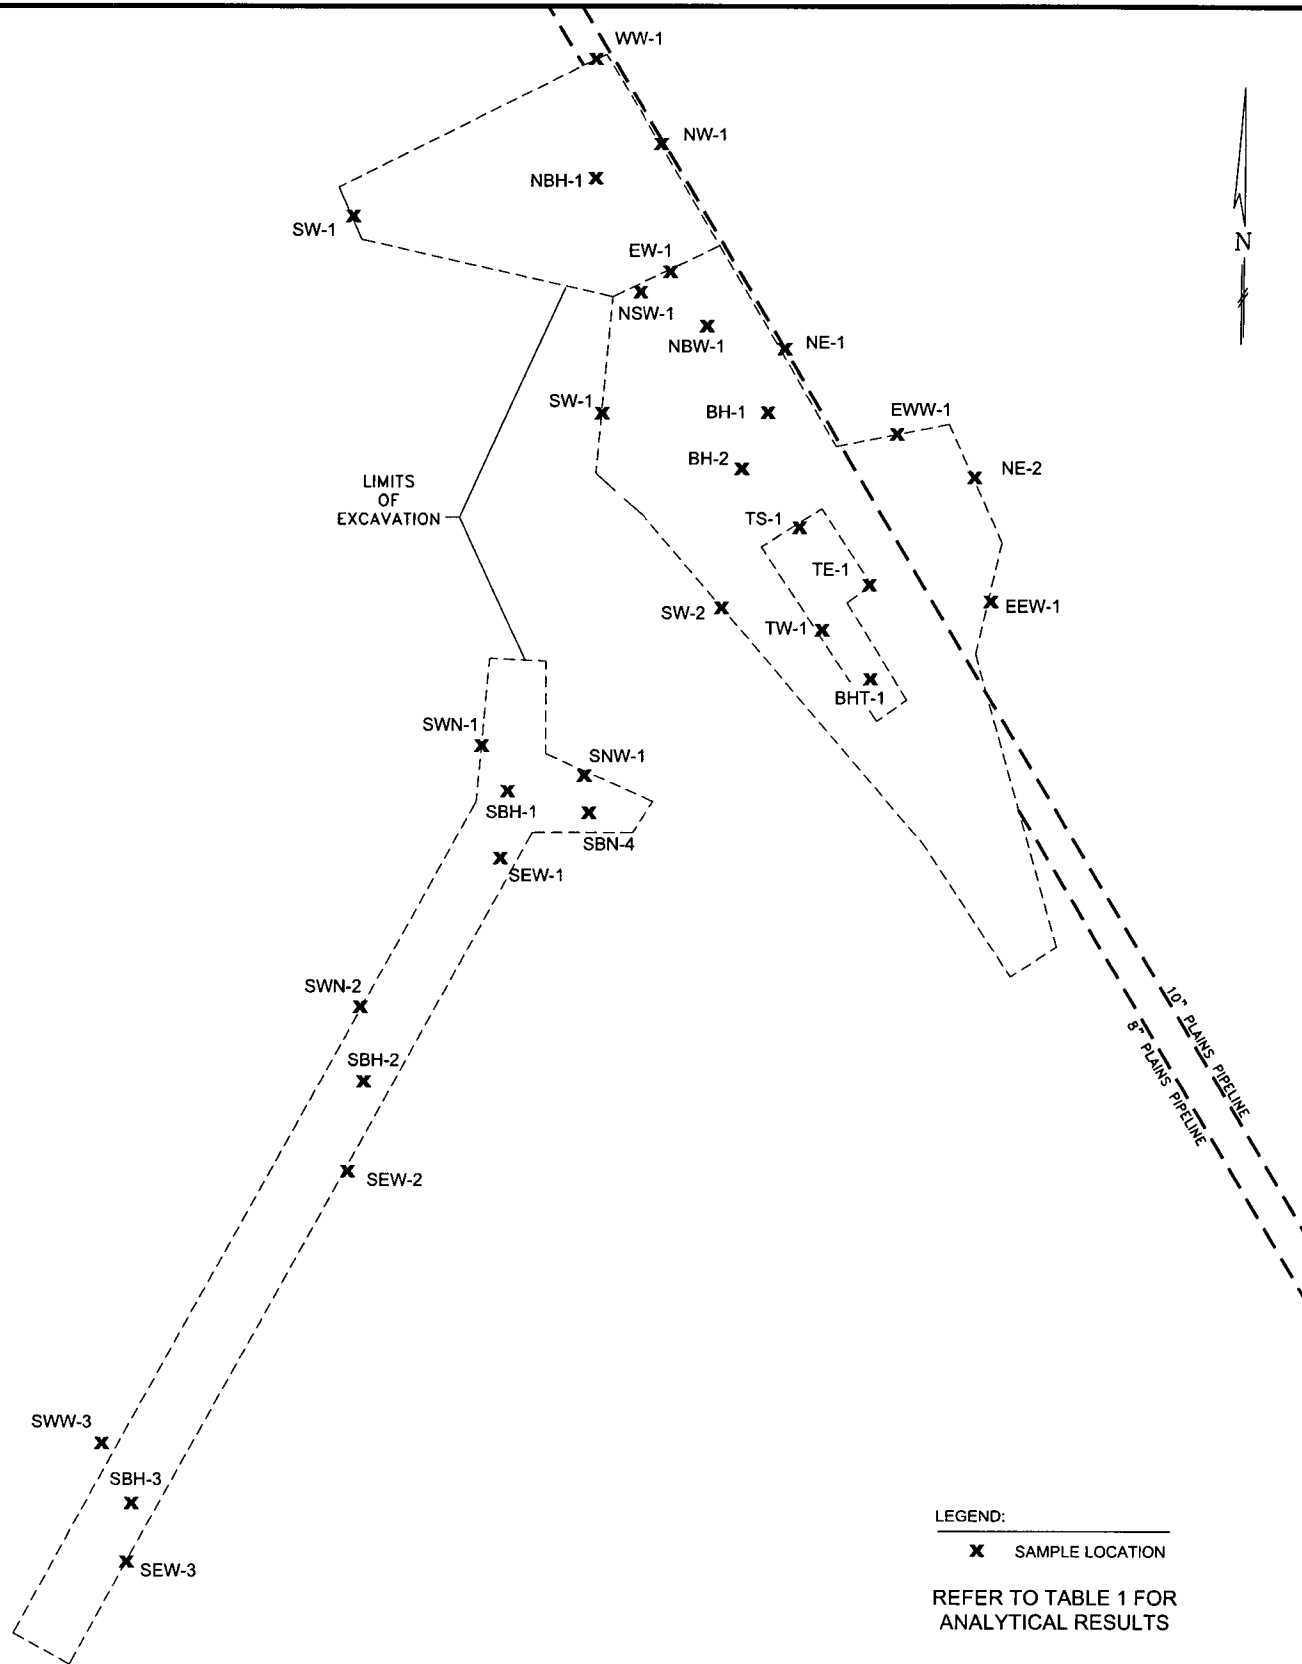 WW-1
NW-1
NBH-1
SW-1
N
EW-1
NSW-1
NBW-1
NE-1
SW-1
BH-1
EWW-1
BH-2
NE-2
LIMITS
OF
EXCAVATION
TS-1
TE-1
SW-2
TW-1
EEW-1
BHT-1
SWN-1
SNW-1
SBH-1
SBN-4
SEW-1
SWN-2
10" PLAINS PIPELINE
8" PLAINS PIPELINE
SBH-2
SEW-2
SWW-3
SBH-3
SEW-3
LEGEND:
X SAMPLE LOCATION
REFER TO TABLE 1 FOR
ANALYTICAL RESULTS